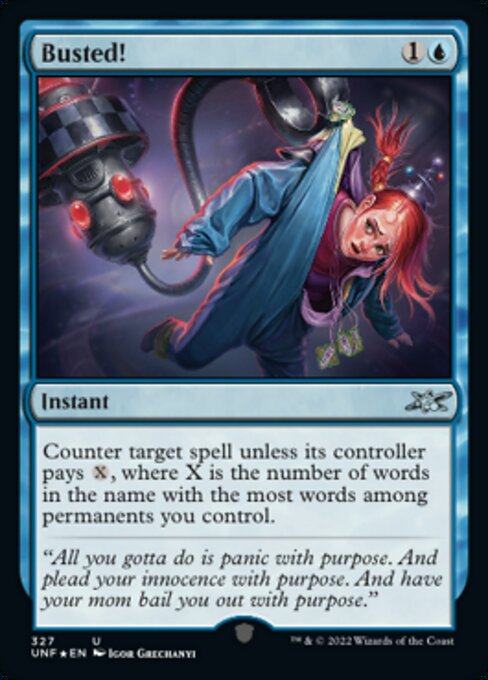 Busted! 1
Instant
Counter target spell unless its controller
pays X, where X is the number of words
in the name with the most words among
permanents you control.
“All you gotta do is panic with purpose. And
plead your innocence with purpose. And have
your mom bail you out with purpose.”
327 U
UNF★EN Igor Grechanyi ™ & © 2022 Wizards of the Coast